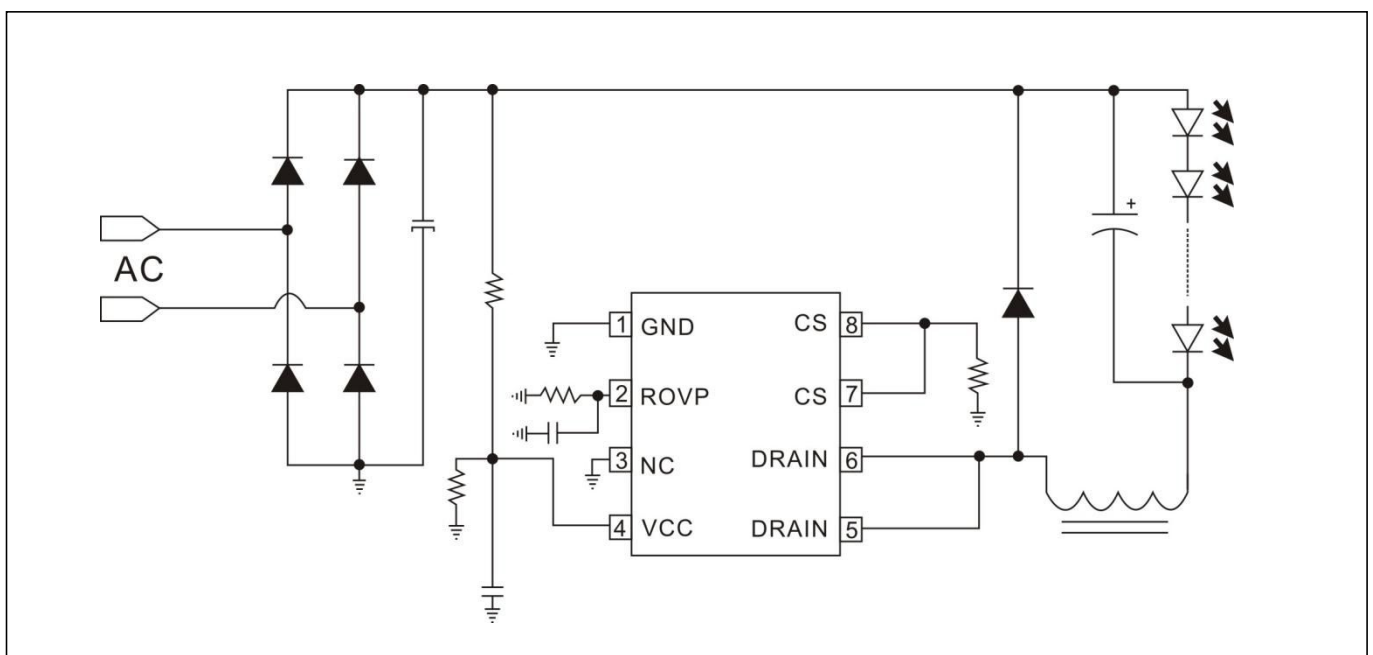 AC
+
1 GND CS 8
2 ROVP CS 7
3 NC DRAIN 6
4 VCC DRAIN 5